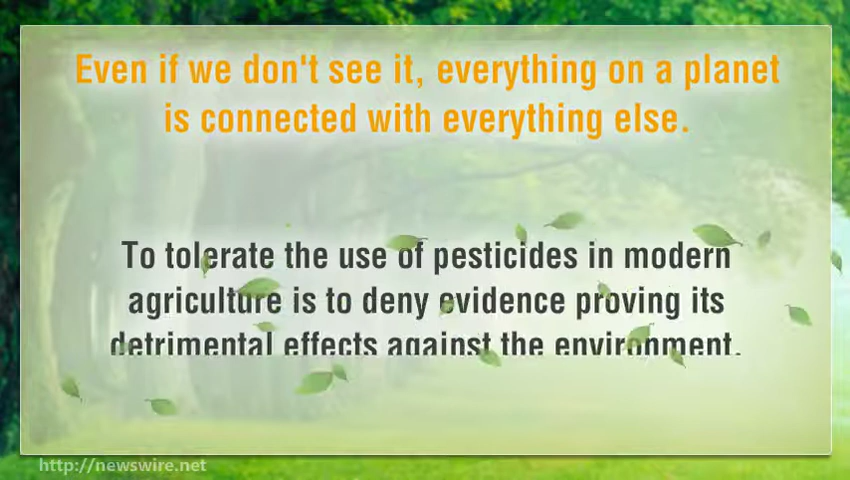 Even if we don't see it, everything on a planet
is connected with everything else.
To tolerate the use of pesticides in modern
agriculture is to deny evidence proving its
detrimental effects against the environment.
http://newswire.net